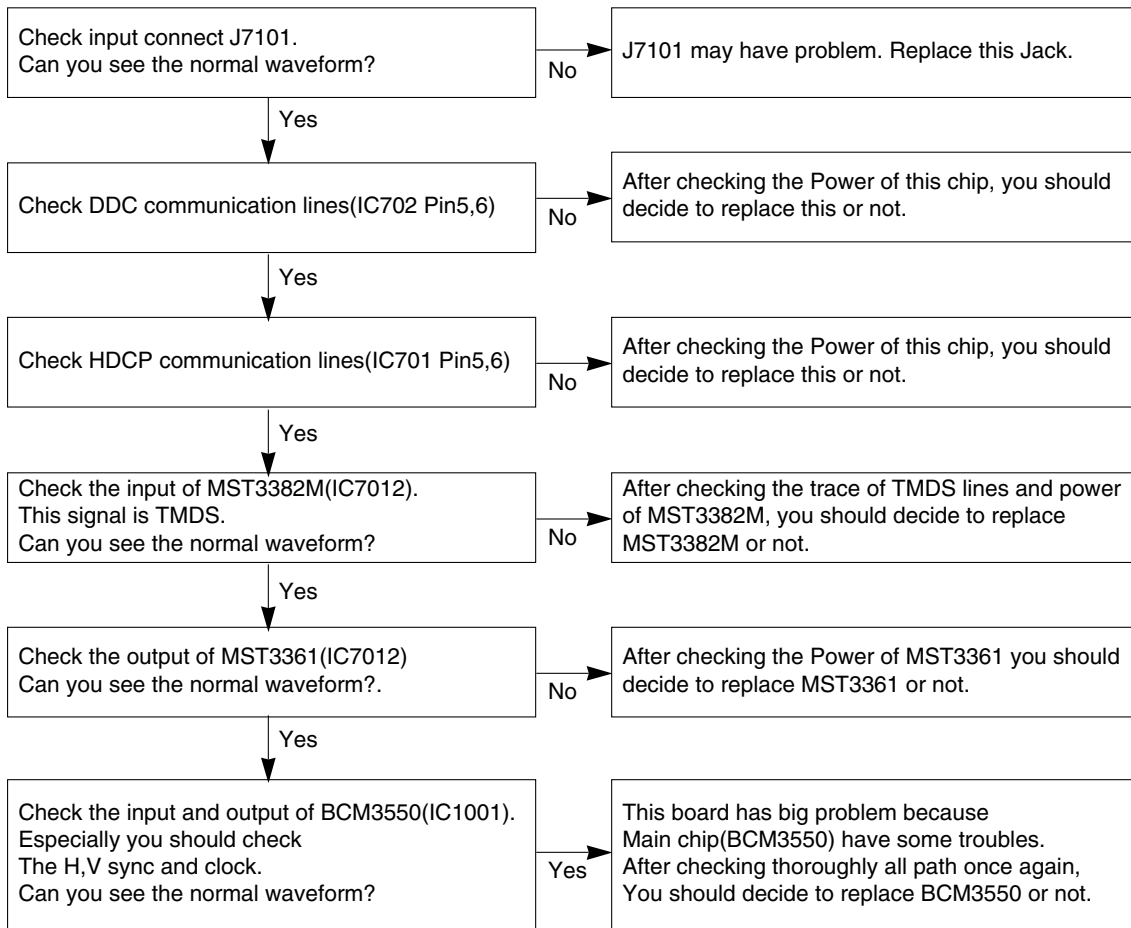 Check input connect J7101.
Can you see the normal waveform?
No
J7101 may have problem. Replace this Jack.
Yes
Check DDC communication lines(IC702 Pin5,6)
No
After checking the Power of this chip, you should
decide to replace this or not.
Yes
Check HDCP communication lines(IC701 Pin5,6)
No
After checking the Power of this chip, you should
decide to replace this or not.
Yes
Check the input of MST3382M(IC7012).
This signal is TMDS.
Can you see the normal waveform?
No
After checking the trace of TMDS lines and power
of MST3382M, you should decide to replace
MST3382M or not.
Yes
Check the output of MST3361(IC7012)
Can you see the normal waveform?.
No
After checking the Power of MST3361 you should
decide to replace MST3361 or not.
Yes
Check the input and output of BCM3550(IC1001).
Especially you should check
The H,V sync and clock.
Can you see the normal waveform?
Yes
This board has big problem because
Main chip(BCM3550) have some troubles.
After checking thoroughly all path once again,
You should decide to replace BCM3550 or not.